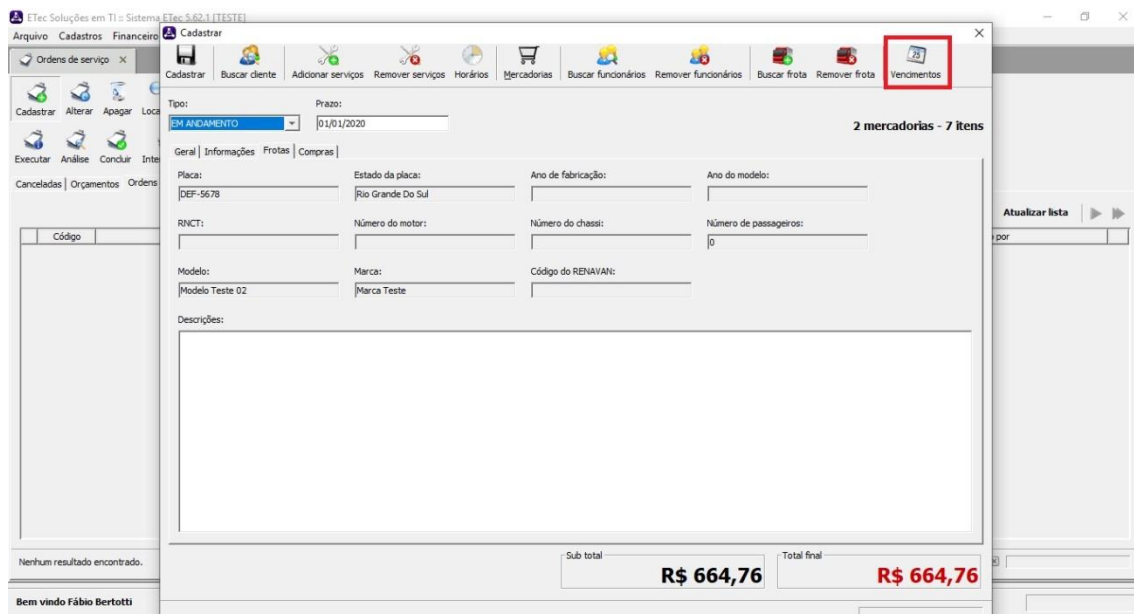 ETec Soluções em TI :: Sistema ETec 5.62.1 [TESTE]
Arquivo Cadastros Financeiro
Ordens de serviço
Cadastrar Alterar Apagar Loca
Executar Análise Concluir Inte
Canceladas Orçamentos Ordens
Código
Nenhum resultado encontrado.
Bem vindo Fábio Bertotti
Cadastrar
Cadastrar Buscar cliente Adicionar serviços Remover serviços Horários Mercadorias Buscar funcionários Remover funcionários Buscar frota Remover frota 25 Vencimentos
Tipo: Prazo:
EM ANDAMENTO 01/01/2020
2 mercadorias - 7 itens
Geral Informações Frotas Compras
Placa: Estado da placa: Ano de fabricação: Ano do modelo:
DEF-5678 Rio Grande Do Sul
RNCT: Número do motor: Número do chassi: Número de passageiros:
0
Modelo: Marca: Código do RENAVAN:
Modelo Teste 02 Marca Teste
Descrições:
Sub total Total final
R$ 664,76 R$ 664,76
Atualizar lista
por